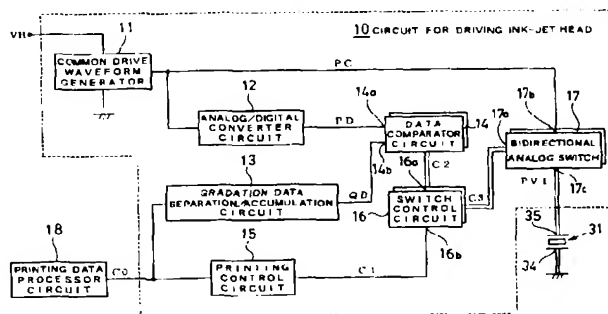 10 CIRCUIT FOR DRIVING INK-JET HEAD
VH
11
COMMON DRIVE
WAVEFORM
GENERATOR
PC
12
ANALOG/DIGITAL
CONVERTER
CIRCUIT
PD
14a
14
DATA
COMPARATOR
CIRCUIT
14b
17a
17b
17
BIDIRECTIONAL
ANALOG SWITCH
17c
13
GRADATION DATA
SEPARATION/ACCUMULATION
CIRCUIT
QD
16a
C2
16
SWITCH
CONTROL
CIRCUIT
16b
C3
PV1
18
PRINTING DATA
PROCESSOR
CIRCUIT
C0
15
PRINTING
CONTROL
CIRCUIT
C1
35
31
34